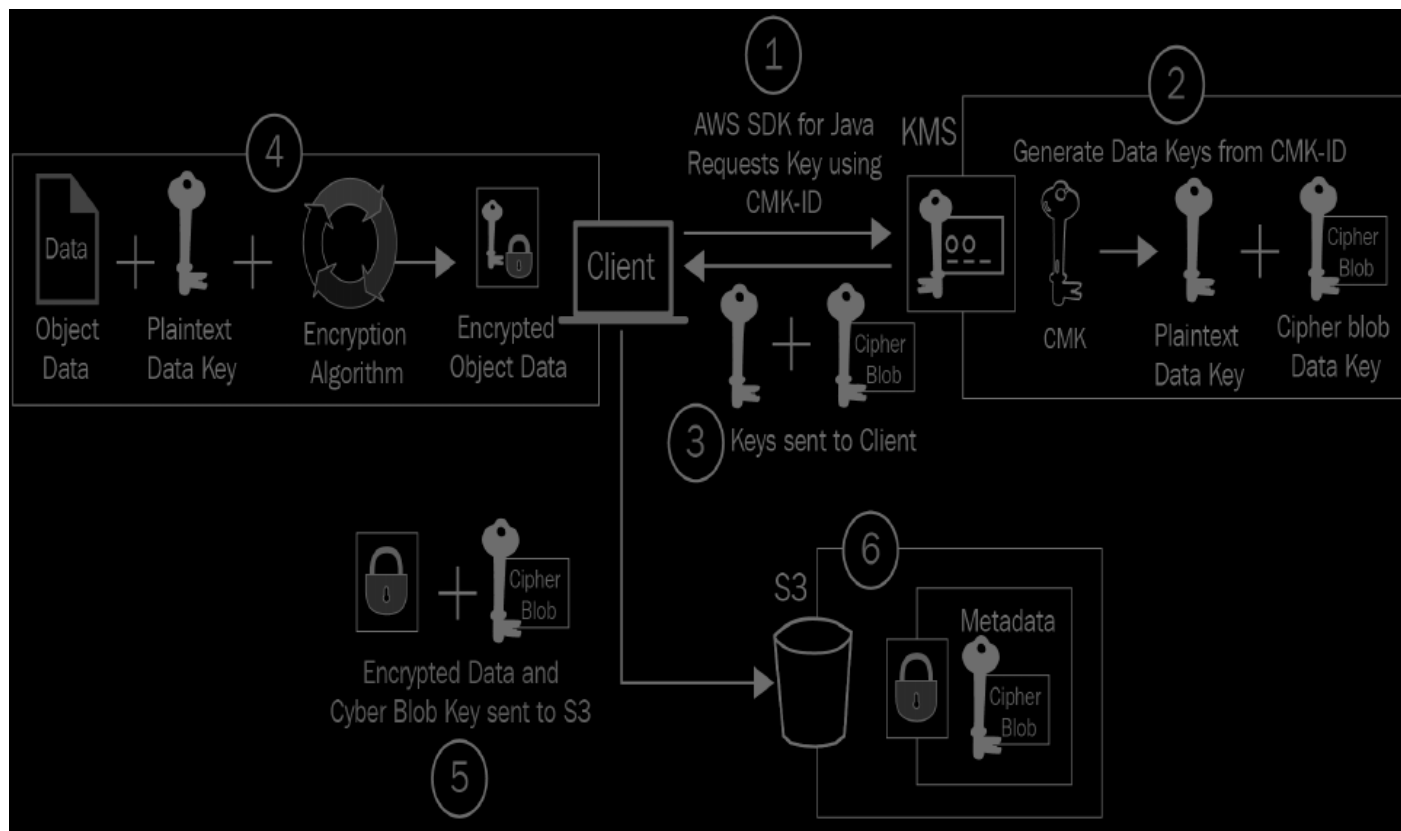 1
AWS SDK for Java
Requests Key using
CMK-ID
KMS
2
Generate Data Keys from CMK-ID
CMK
Plaintext
Data Key
Cipher
Blob
Cipher blob
Data Key
4
Data
Object
Data
Plaintext
Data Key
Encryption
Algorithm
Encrypted
Object Data
Client
Cipher
Blob
3
Keys sent to Client
Cipher
Blob
Encrypted Data and
Cyber Blob Key sent to S3
5
6
S3
Metadata
Cipher
Blob